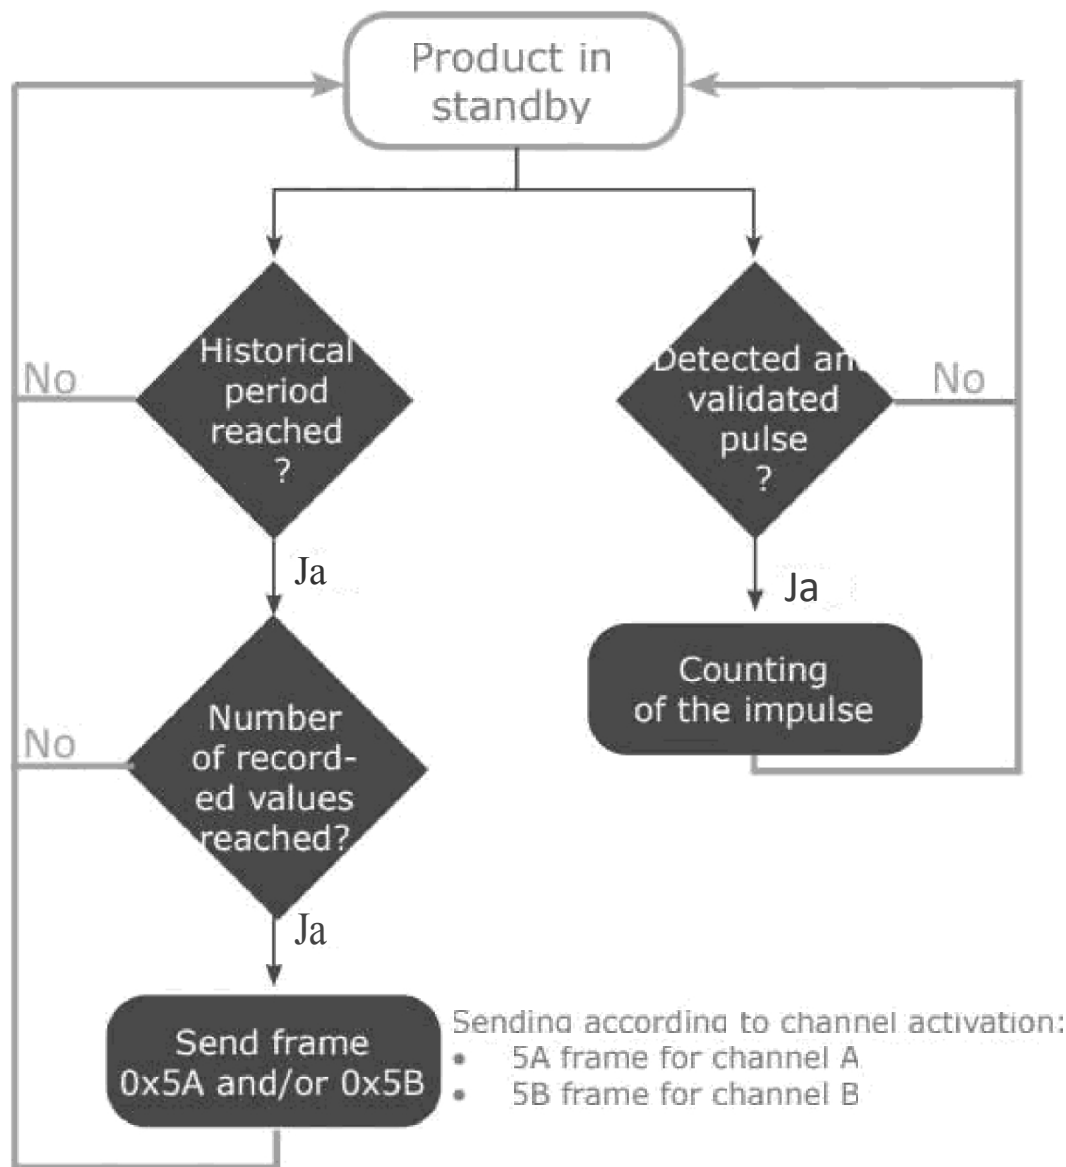 Product in
standby
Historical
period
reached
?
No
Detected an
validated
pulse
?
No
Ja
Ja
Counting
of the impulse
Number
of record-
ed values
reached?
No
Ja
Send frame
0x5A and/or 0x5B
Sending according to channel activation:
• 5A frame for channel A
• 5B frame for channel B